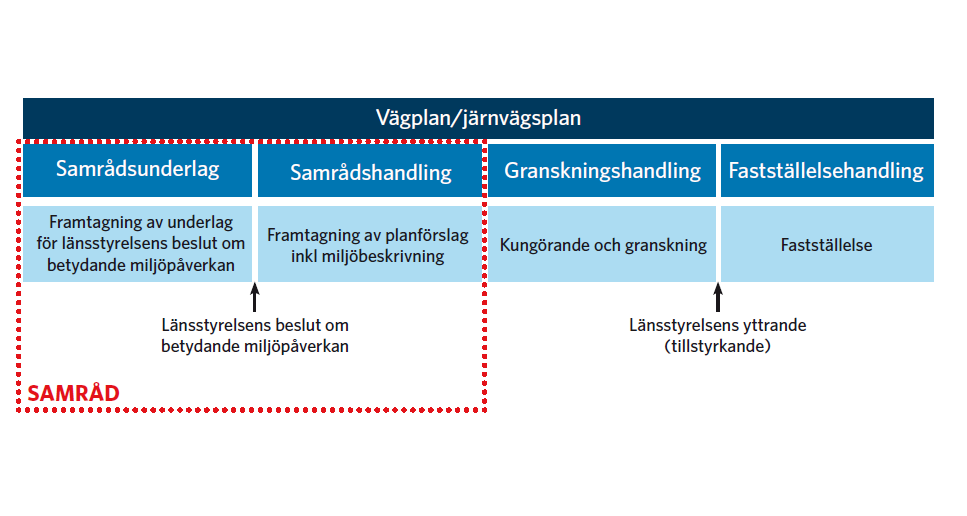 Vägplan/järnvägsplan
Samrådsunderlag
Samrådshandling
Granskningshandling
Fastställelsehandling
Framtagning av underlag
för länsstyrelsens beslut om
betydande miljöpåverkan
Framtagning av planförslag
inkl miljöbeskrivning
Kungörande och granskning
Fastställelse
Länsstyrelsens beslut om
betydande miljöpåverkan
Länsstyrelsens yttrande
(tillstyrkande)
SAMRÅD